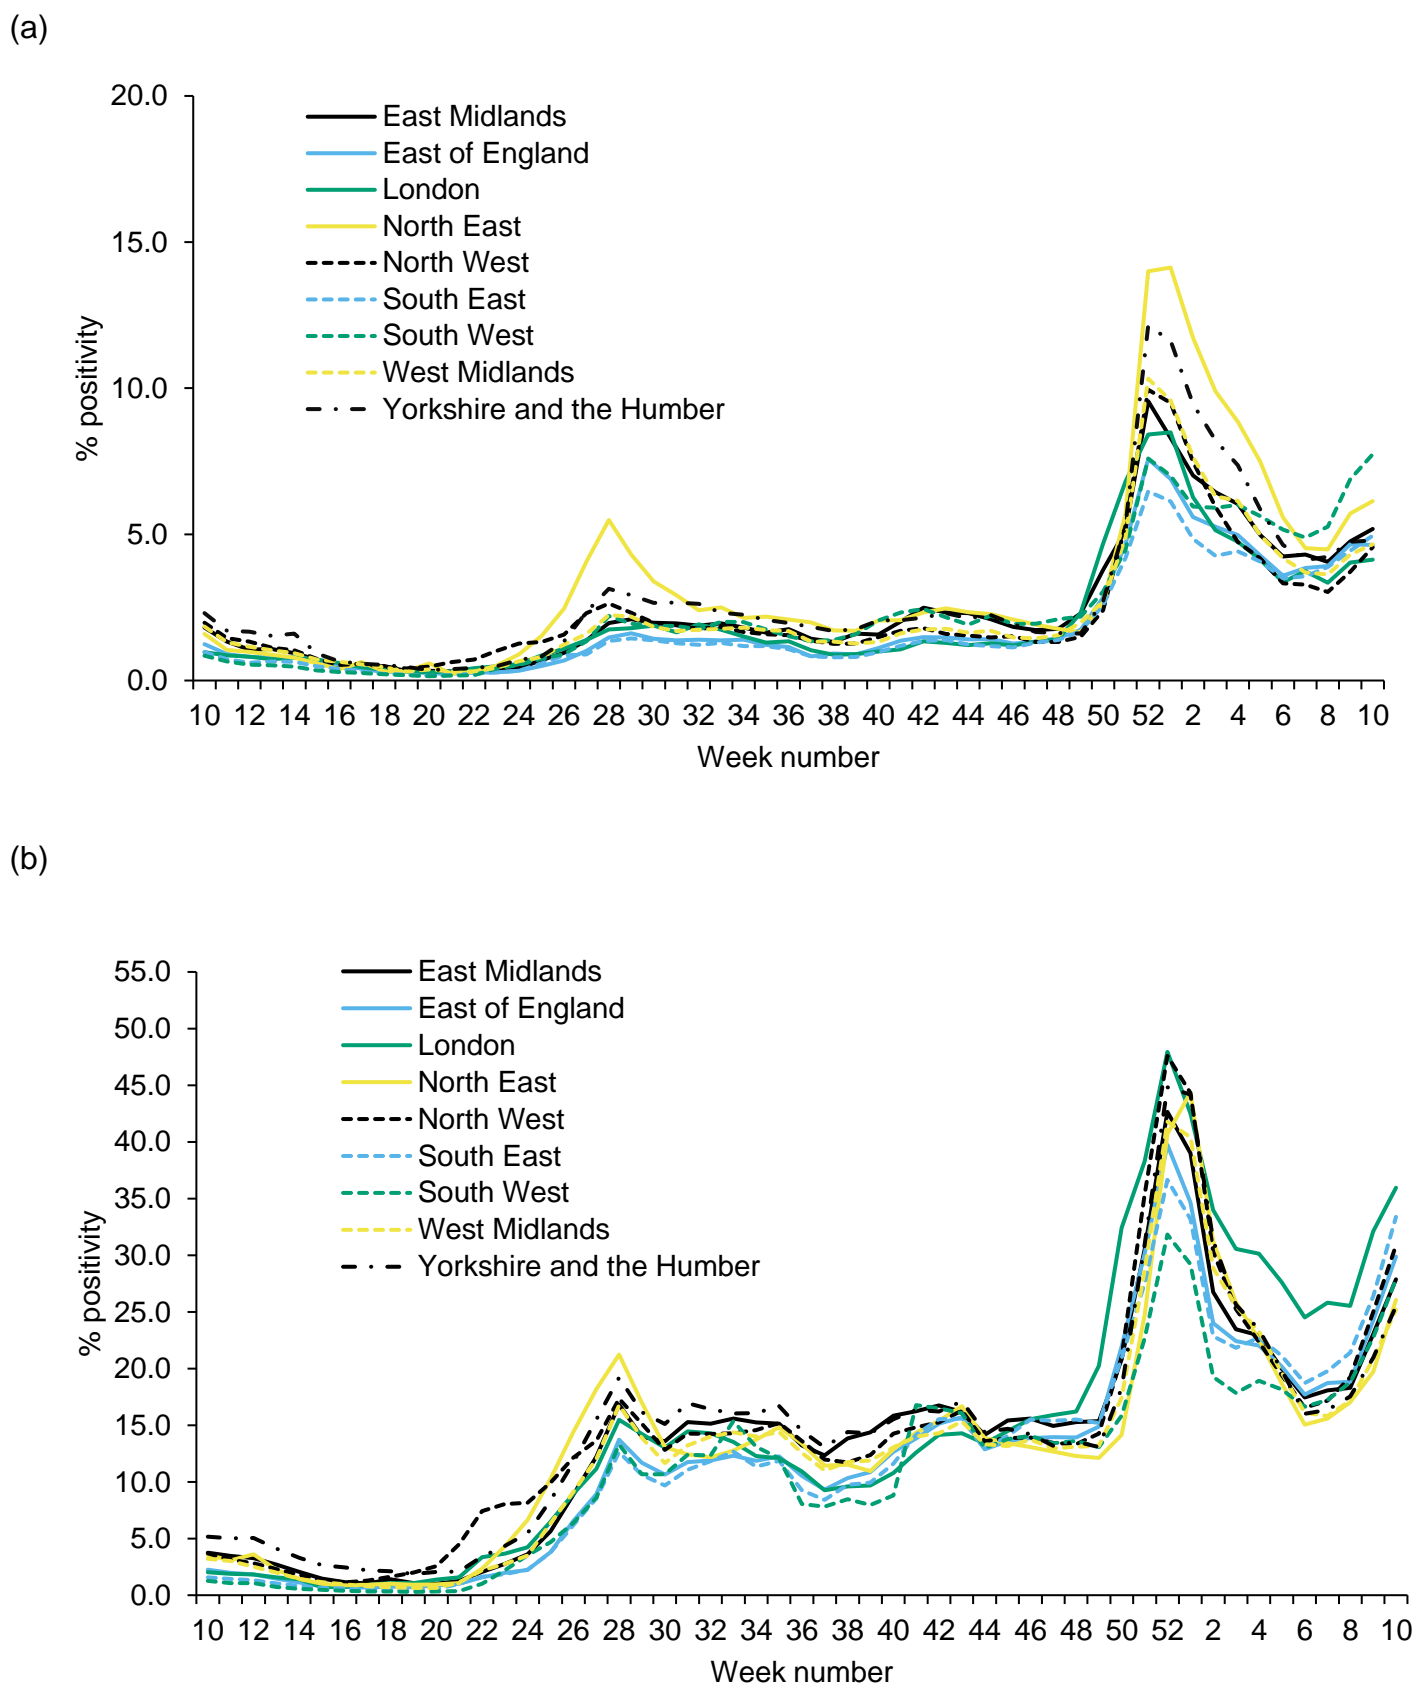 (a)
20.0
15.0
10.0
5.0
0.0
% positivity
East Midlands
East of England
London
North East
North West
South East
South West
West Midlands
Yorkshire and the Humber
10 12 14 16 18 20 22 24 26 28 30 32 34 36 38 40 42 44 46 48 50 52 2 4 6 8 10
Week number
(b)
55.0
50.0
45.0
40.0
35.0
30.0
25.0
20.0
15.0
10.0
5.0
0.0
% positivity
East Midlands
East of England
London
North East
North West
South East
South West
West Midlands
Yorkshire and the Humber
10 12 14 16 18 20 22 24 26 28 30 32 34 36 38 40 42 44 46 48 50 52 2 4 6 8 10
Week number